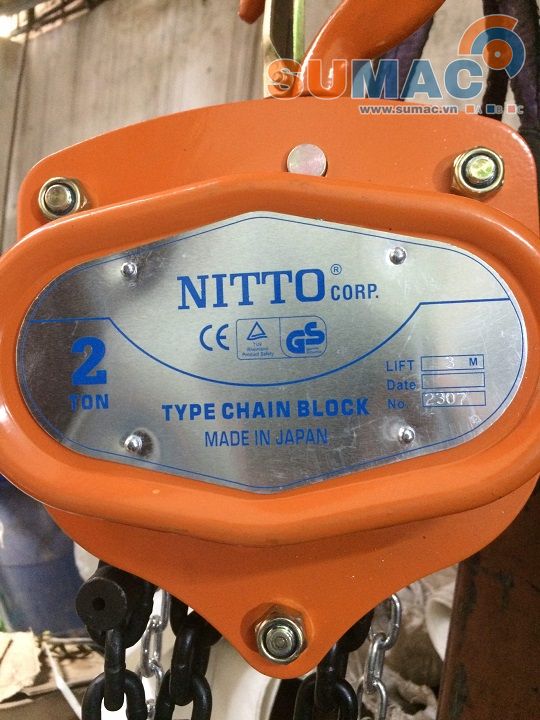 SUMAC
www.sumac.vn A B C
NITTO® CORP.
CE TÜV Rheinland Product Safety GS
2
TON
LIFT 3 M
Date
No. 2307
TYPE CHAIN BLOCK
MADE IN JAPAN